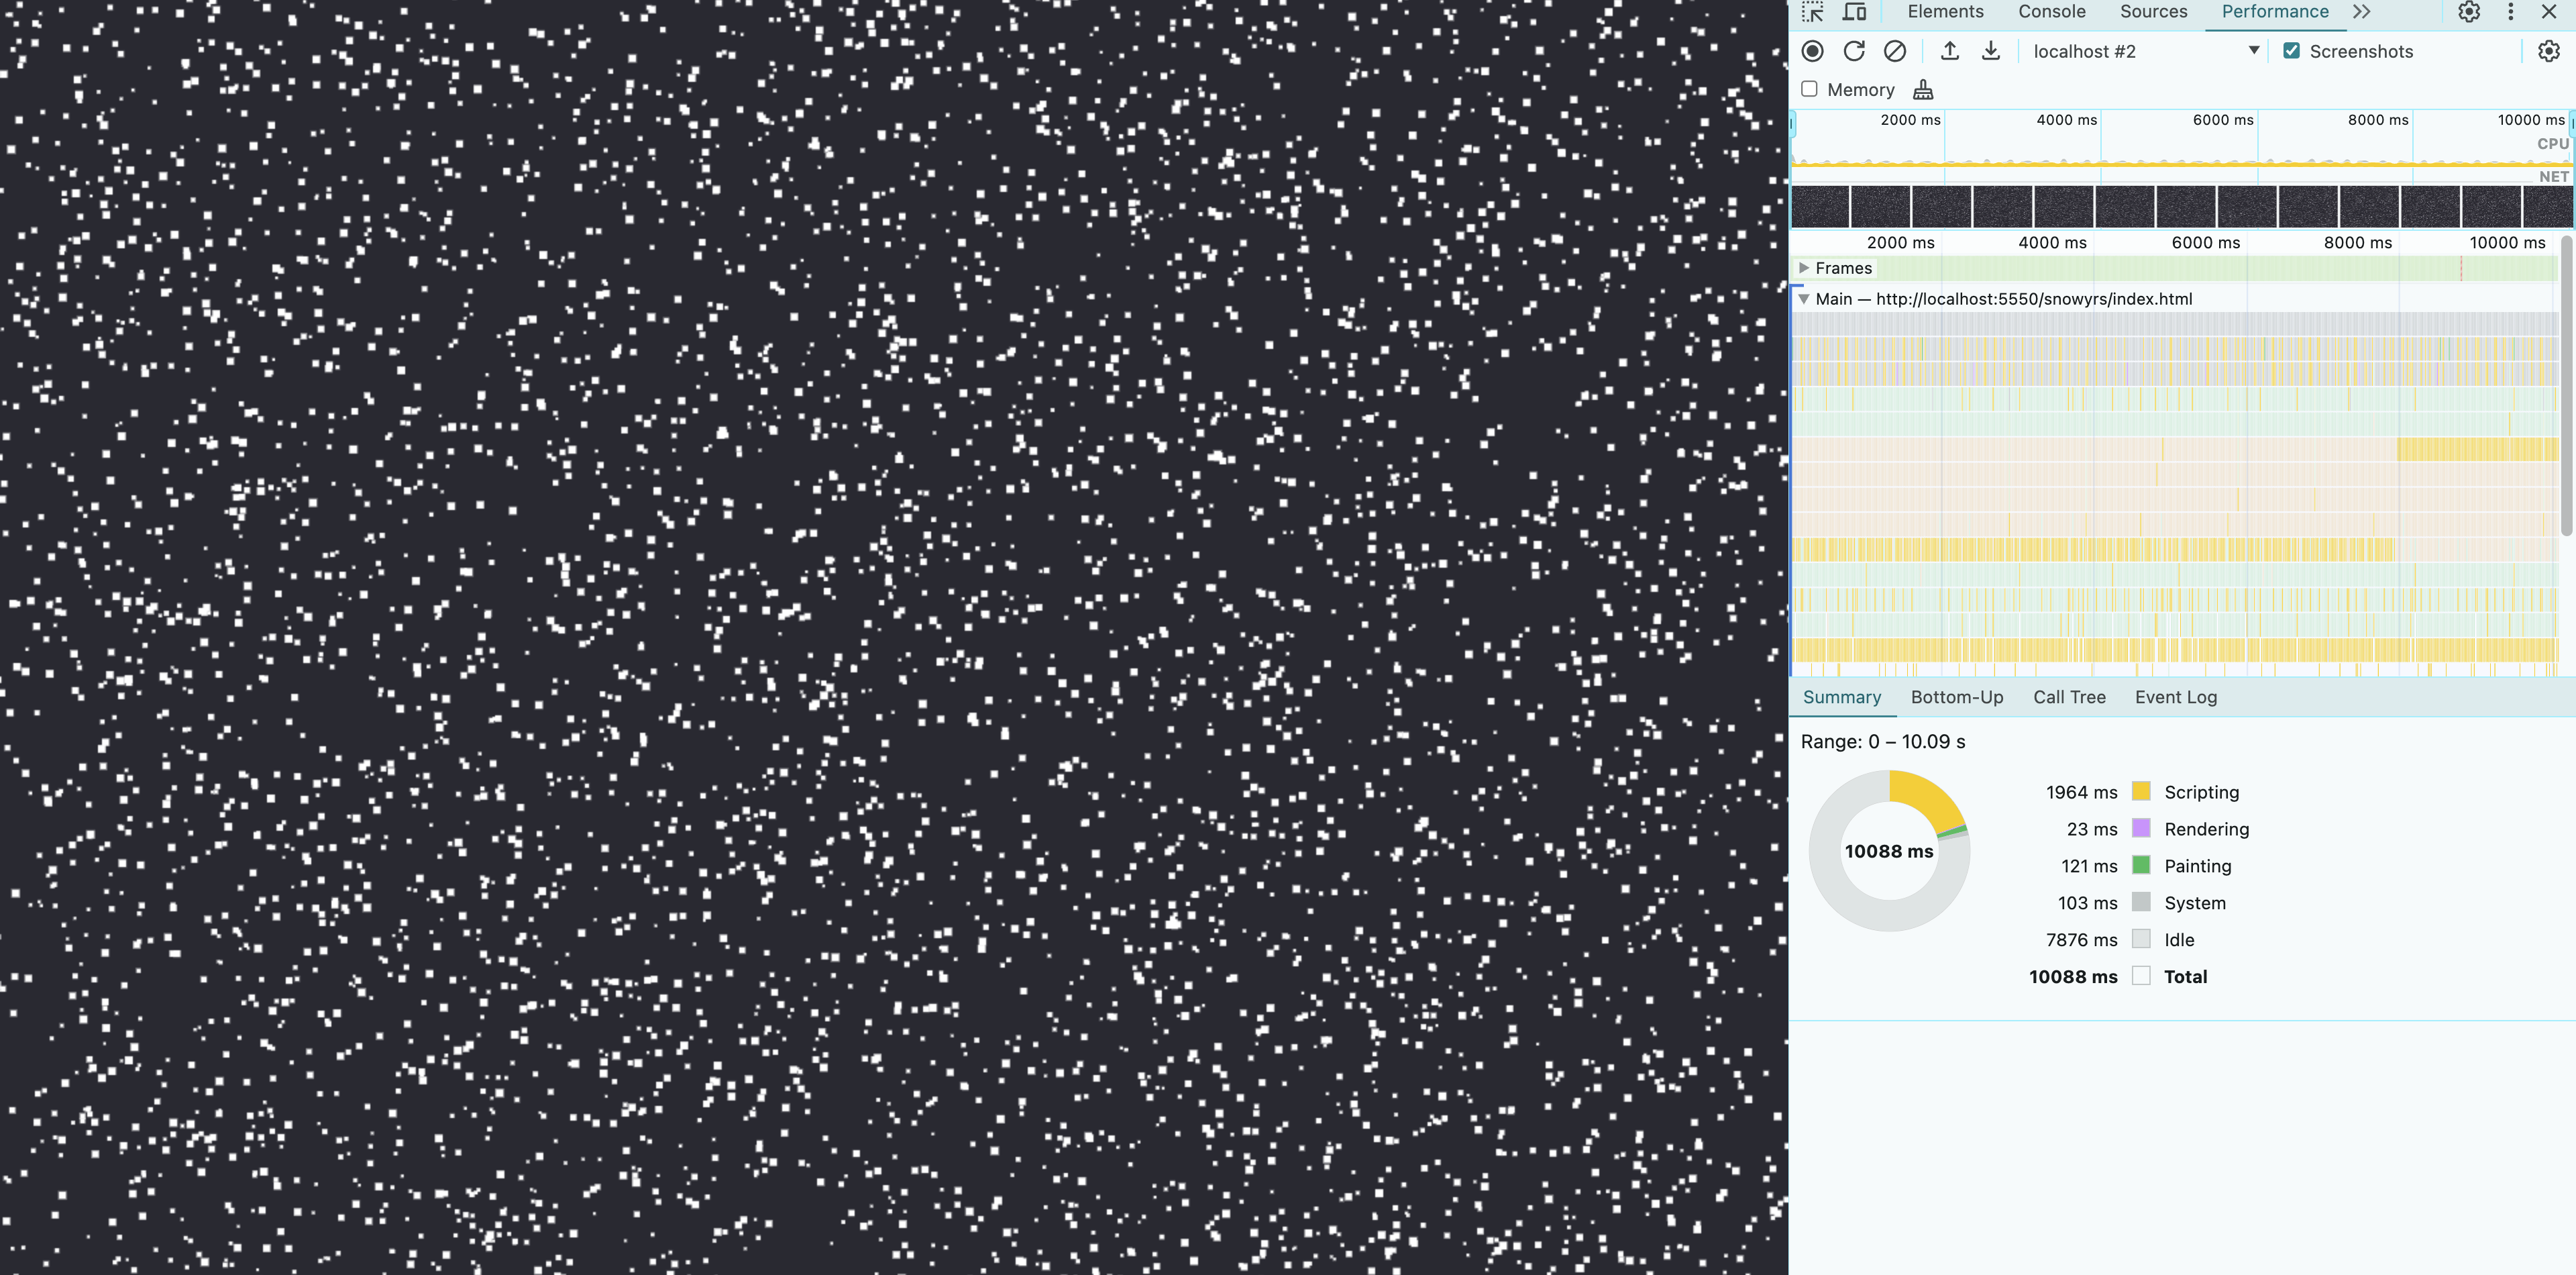 Elements Console Sources Performance
localhost #2 Screenshots
Memory
2000 ms 4000 ms 6000 ms 8000 ms 10000 ms
CPU
NET
2000 ms 4000 ms 6000 ms 8000 ms 10000 ms
Frames
Main — http://localhost:5550/snowyrs/index.html
Summary Bottom-Up Call Tree Event Log
Range: 0 – 10.09 s
1964 ms Scripting
23 ms Rendering
10088 ms
121 ms Painting
103 ms System
7876 ms Idle
10088 ms Total